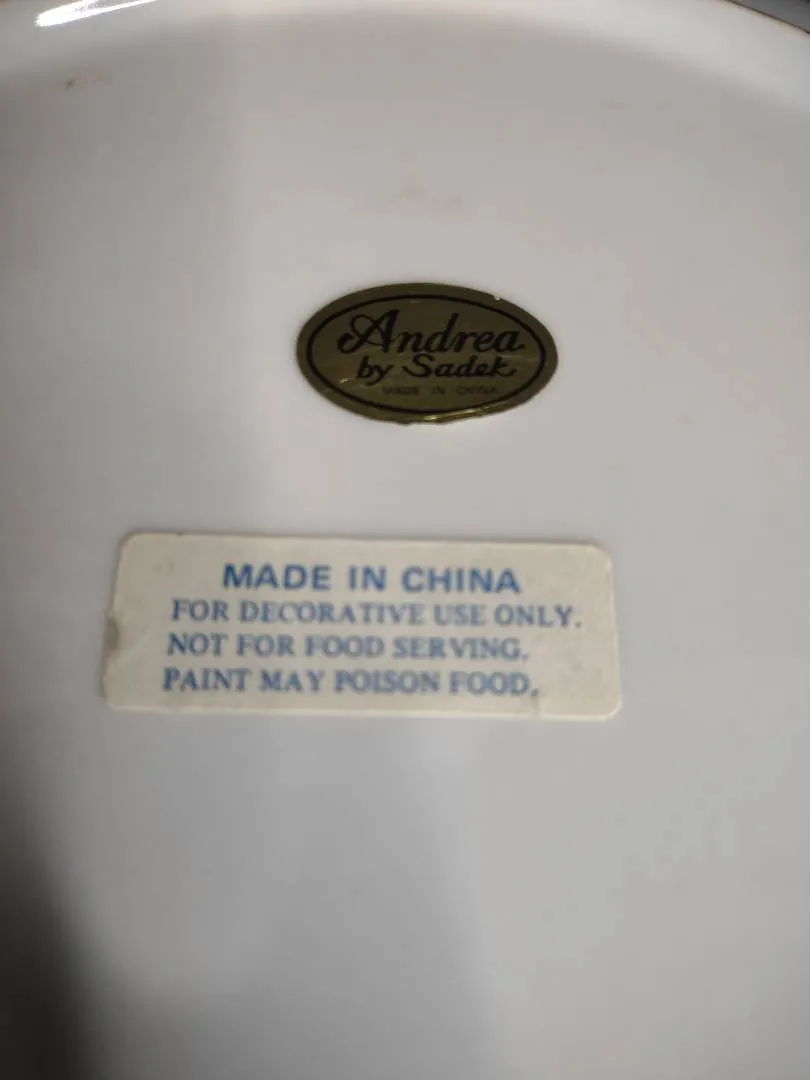 Andrea
by Sadek
MADE IN CHINA
MADE IN CHINA
FOR DECORATIVE USE ONLY.
NOT FOR FOOD SERVING.
PAINT MAY POISON FOOD.